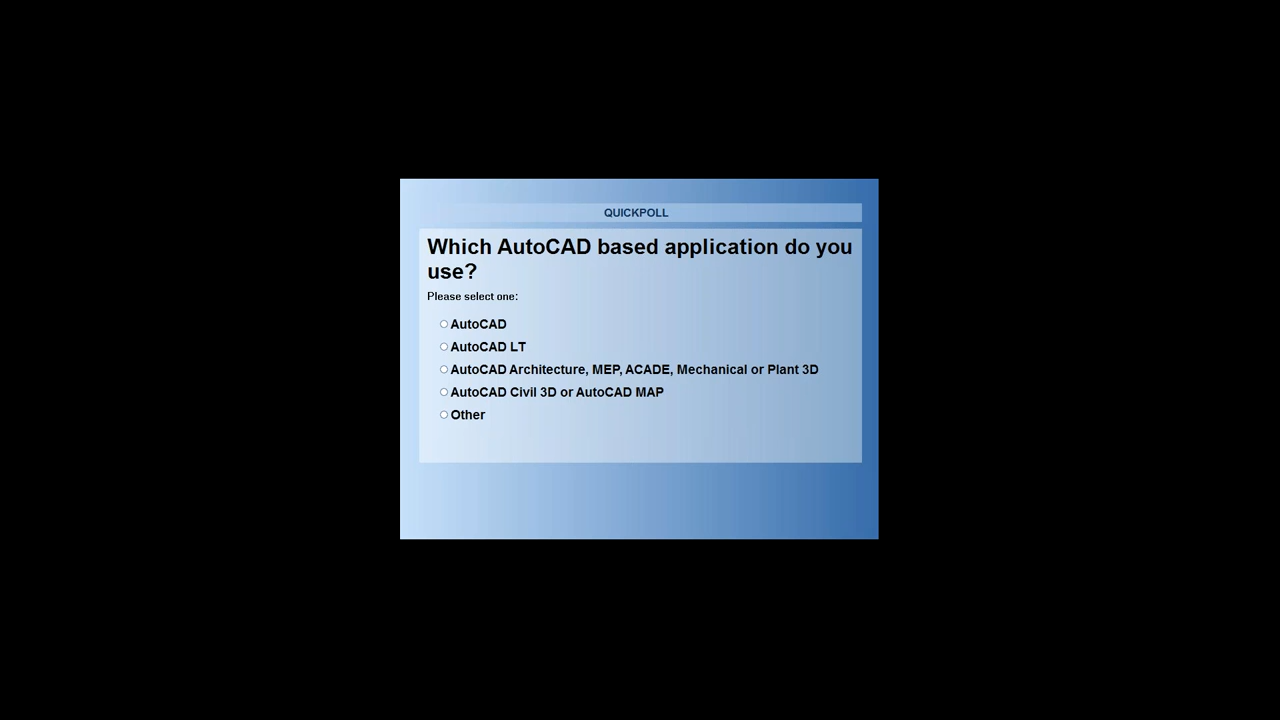 QUICKPOLL
Which AutoCAD based application do you
use?
Please select one:
AutoCAD
AutoCAD LT
AutoCAD Architecture, MEP, ACADE, Mechanical or Plant 3D
AutoCAD Civil 3D or AutoCAD MAP
Other